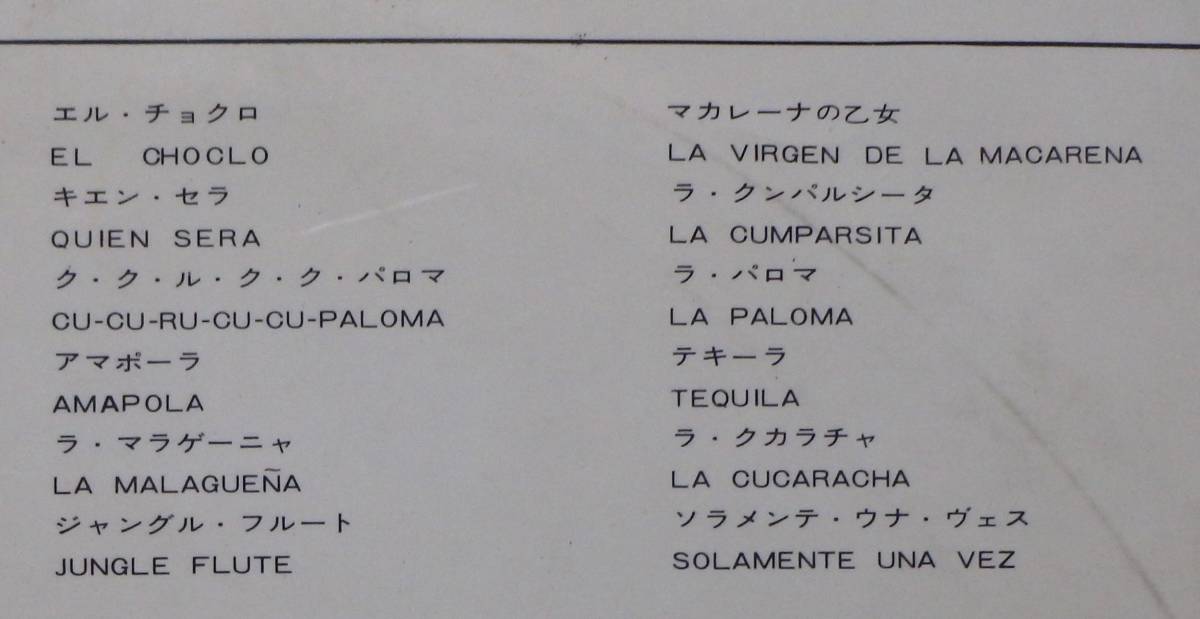 エル・チョクロ
EL CHOCLO
キエン・セラ
QUIEN SERA
ク・ク・ル・ク・ク・パロマ
CU-CU-RU-CU-CU-PALOMA
アマポーラ
AMAPOLA
ラ・マラゲーニャ
LA MALAGUEÑA
ジャングル・フルート
JUNGLE FLUTE
マカレーナの乙女
LA VIRGEN DE LA MACARENA
ラ・クンパルシータ
LA CUMPARSITA
ラ・パロマ
LA PALOMA
テキーラ
TEQUILA
ラ・クカラチャ
LA CUCARACHA
ソラメンテ・ウナ・ヴェス
SOLAMENTE UNA VEZ